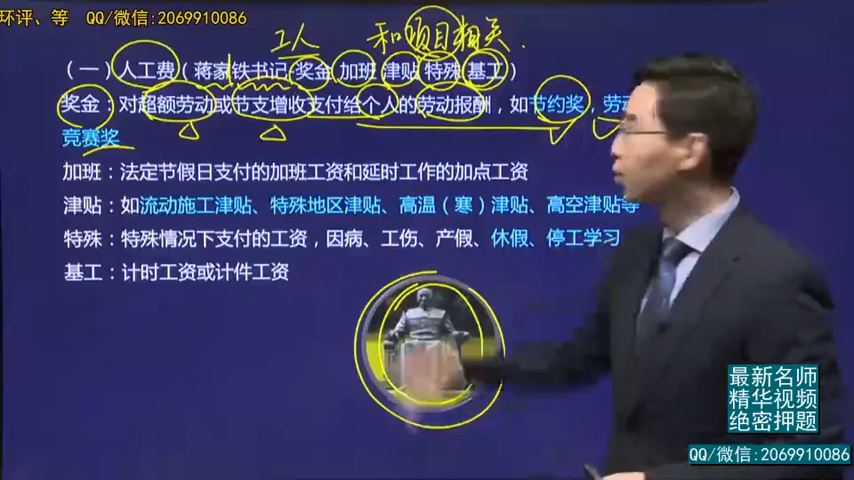 环评、等 QQ/微信:2069910086
工人 和项目相关.
（一）人工费（蒋家铁书记-奖金 加班 津贴 特殊 基工）
奖金：对超额劳动或节支增收支付给个人的劳动报酬，如节约奖，劳动
竞赛奖
加班：法定节假日支付的加班工资和延时工作的加点工资
津贴：如流动施工津贴、特殊地区津贴、高温（寒）津贴、高空津贴等
特殊：特殊情况下支付的工资，因病、工伤、产假、休假、停工学习
基工：计时工资或计件工资
最新名师
精华视频
绝密押题
QQ/微信:2069910086